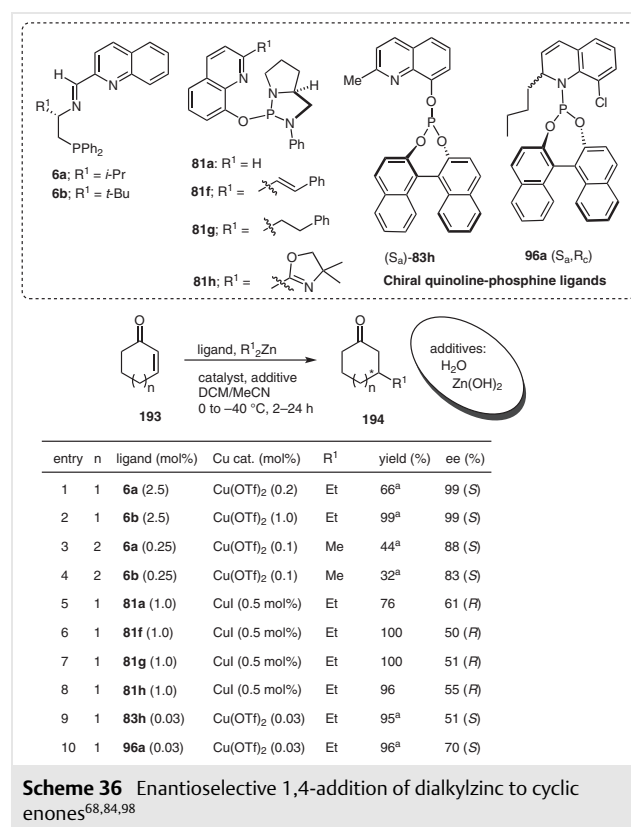 H
N
N
R¹
PPh₂
6a; R¹ = i-Pr
6b; R¹ = t-Bu
R¹
N
N
H
O
P
N
Ph
81a: R¹ = H
81f: R¹ =
Ph
81g: R¹ =
Ph
81h; R¹ =
O
N
Me
N
O
P
O
O
(Sₐ)-83h
N
Cl
P
O
O
96a (Sₐ,R꜀)
Chiral quinoline-phosphine ligands
O
( )n
193
ligand, R¹₂Zn
catalyst, additive
DCM/MeCN
0 to –40 °C, 2–24 h
O
*
( )n
R¹
194
additives:
H₂O
Zn(OH)₂
entry n ligand (mol%) Cu cat. (mol%) R¹ yield (%) ee (%)
1 1 6a (2.5) Cu(OTf)₂ (0.2) Et 66ᵃ 99 (S)
2 1 6b (2.5) Cu(OTf)₂ (1.0) Et 99ᵃ 99 (S)
3 2 6a (0.25) Cu(OTf)₂ (0.1) Me 44ᵃ 88 (S)
4 2 6b (0.25) Cu(OTf)₂ (0.1) Me 32ᵃ 83 (S)
5 1 81a (1.0) CuI (0.5 mol%) Et 76 61 (R)
6 1 81f (1.0) CuI (0.5 mol%) Et 100 50 (R)
7 1 81g (1.0) CuI (0.5 mol%) Et 100 51 (R)
8 1 81h (1.0) CuI (0.5 mol%) Et 96 55 (R)
9 1 83h (0.03) Cu(OTf)₂ (0.03) Et 95ᵃ 51 (S)
10 1 96a (0.03) Cu(OTf)₂ (0.03) Et 96ᵃ 70 (S)
Scheme 36 Enantioselective 1,4-addition of dialkylzinc to cyclic
enones⁶⁸,⁸⁴,⁹⁸